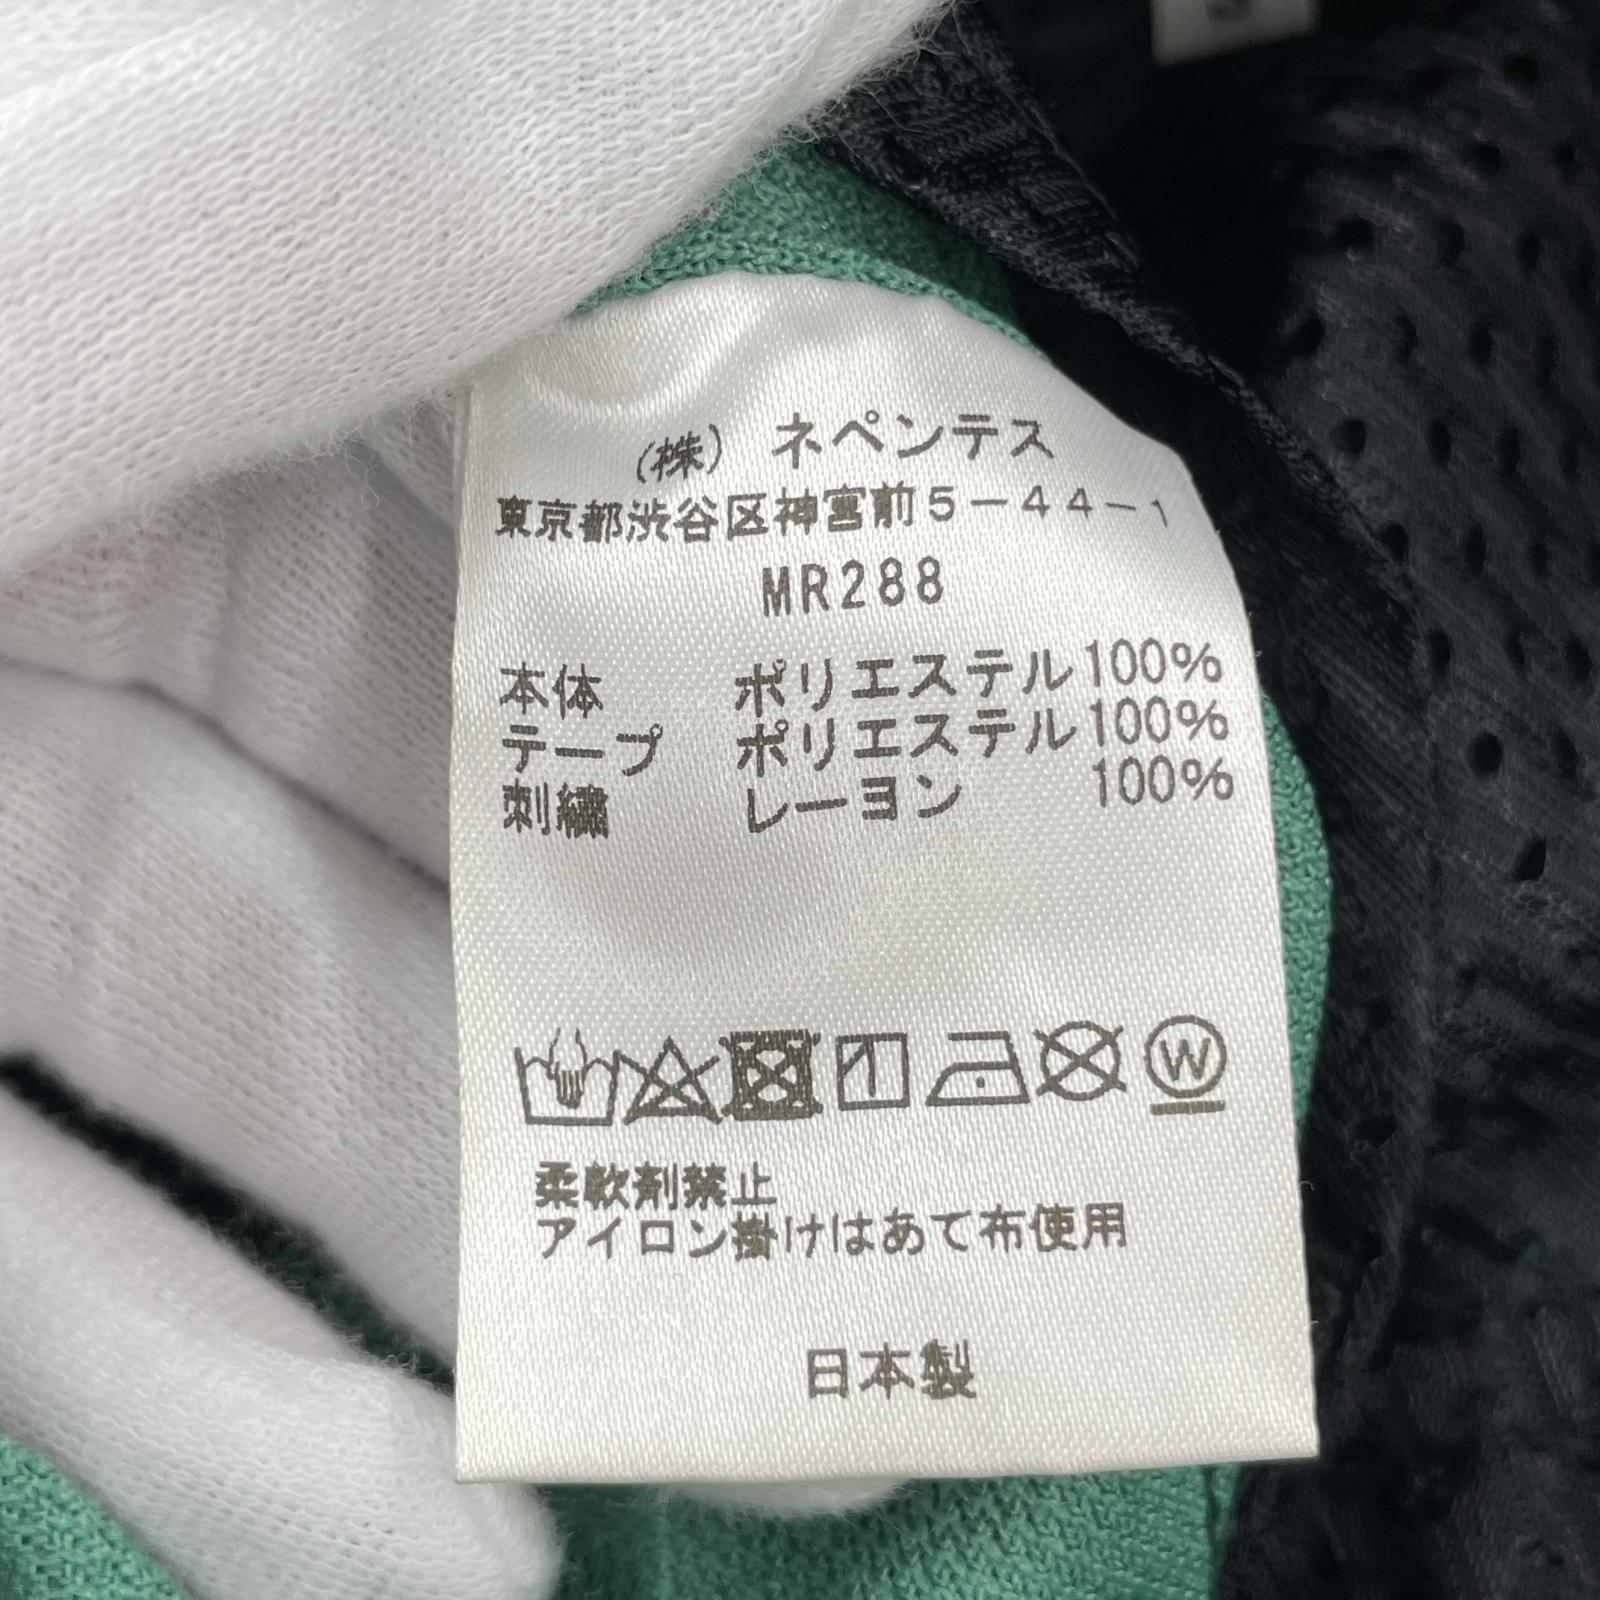 （株）ネペンテス
東京都渋谷区神宮前5-44-1
MR288
本体 ポリエステル100%
テープ ポリエステル100%
刺繍 レーヨン 100%
W
柔軟剤禁止
アイロン掛けはあて布使用
日本製